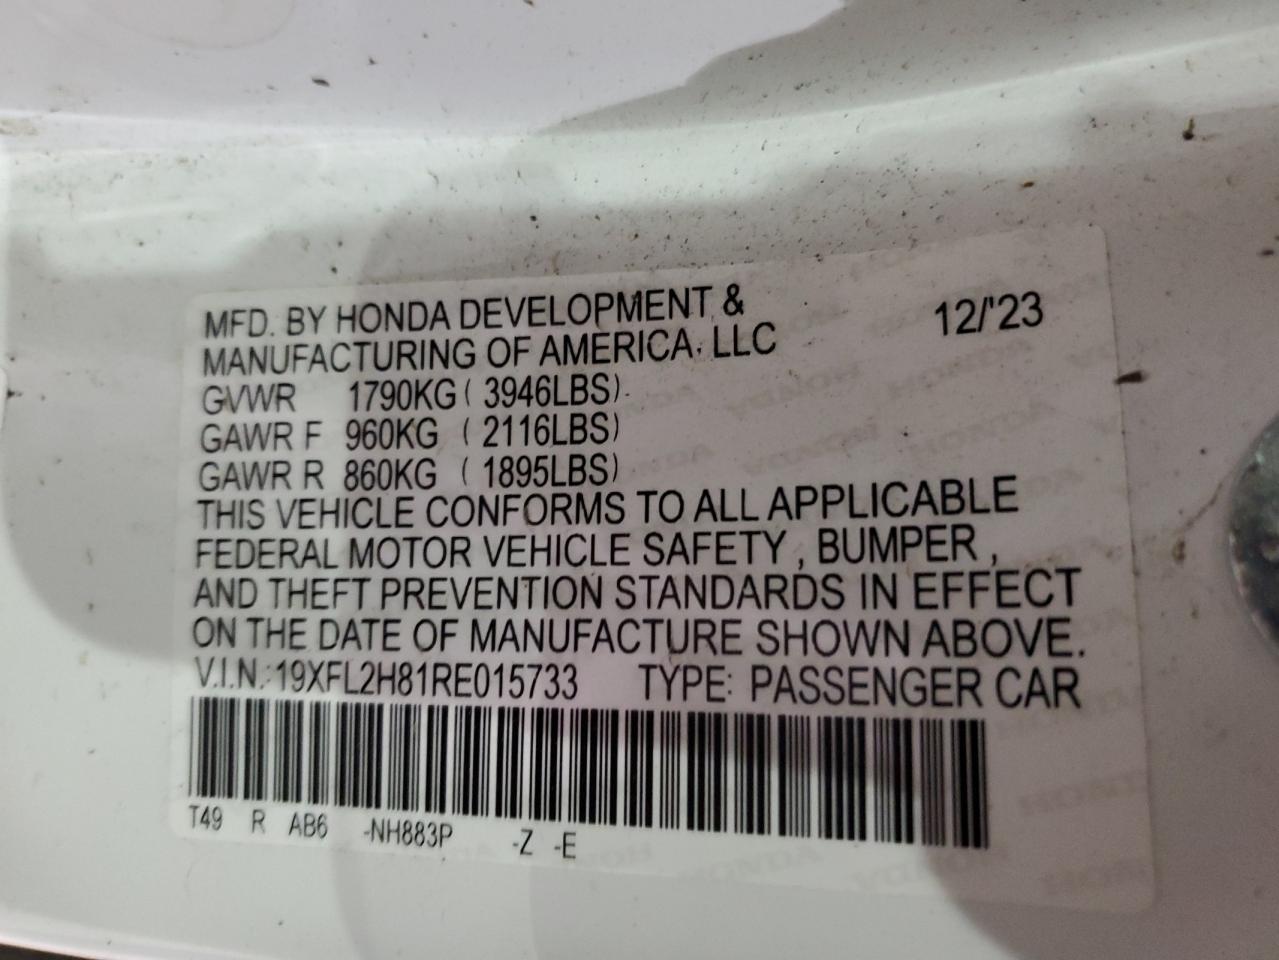 MFD. BY HONDA DEVELOPMENT & 12/'23
MANUFACTURING OF AMERICA, LLC
GVWR 1790KG ( 3946LBS)
GAWR F 960KG ( 2116LBS)
GAWR R 860KG ( 1895LBS)
THIS VEHICLE CONFORMS TO ALL APPLICABLE
FEDERAL MOTOR VEHICLE SAFETY , BUMPER ,
AND THEFT PREVENTION STANDARDS IN EFFECT
ON THE DATE OF MANUFACTURE SHOWN ABOVE.
V.I.N.: 19XFL2H81RE015733 TYPE: PASSENGER CAR
T49 R AB6 -NH883P -Z -E